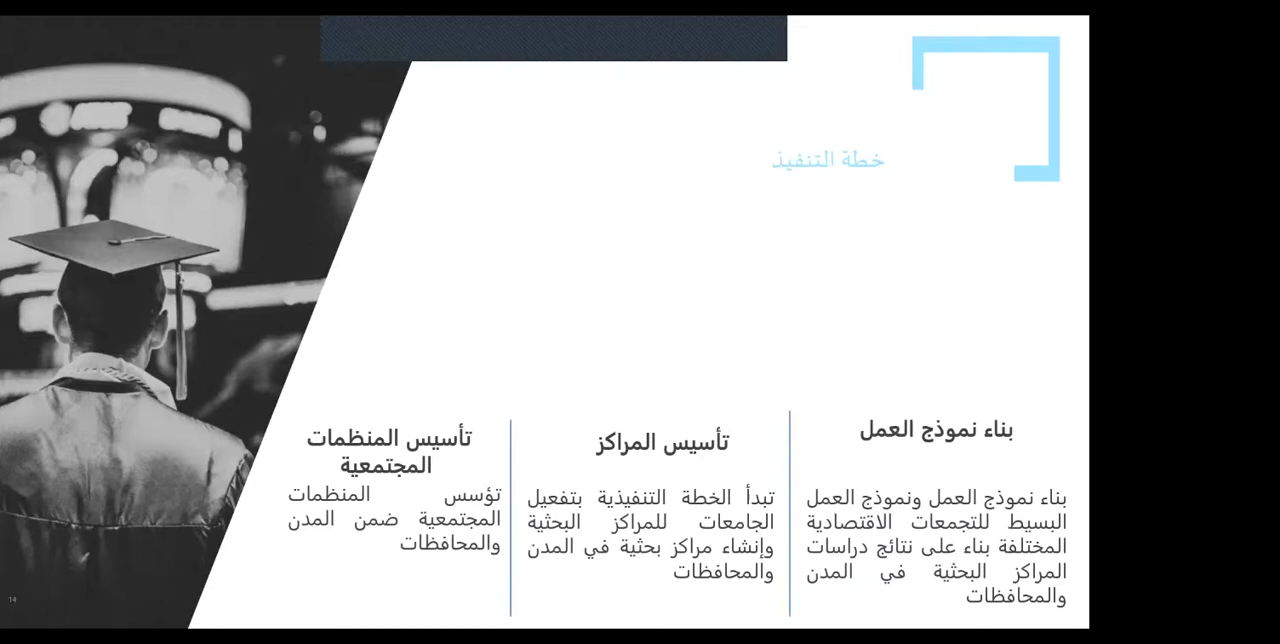 خطة التنفيذ
بناء نموذج العمل
بناء نموذج العمل ونموذج العمل
البسيط للتجمعات الاقتصادية
المختلفة بناء على نتائج دراسات
المراكز البحثية في المدن
والمحافظات
تأسيس المراكز
تبدأ الخطة التنفيذية بتفعيل
الجامعات للمراكز البحثية
وإنشاء مراكز بحثية في المدن
والمحافظات
تأسيس المنظمات
المجتمعية
تؤسس المنظمات
المجتمعية ضمن المدن
والمحافظات
14